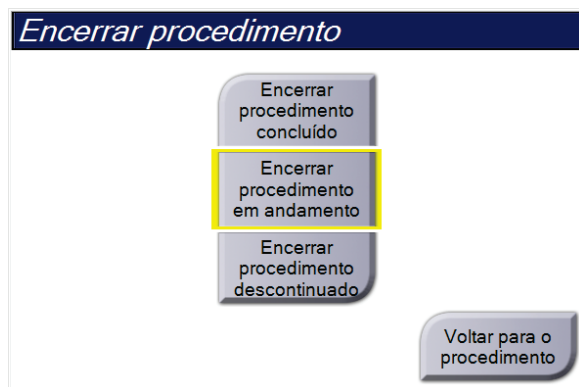 Encerrar procedimento
Encerrar
procedimento
concluído
Encerrar
procedimento
em andamento
Encerrar
procedimento
descontinuado
Voltar para o
procedimento